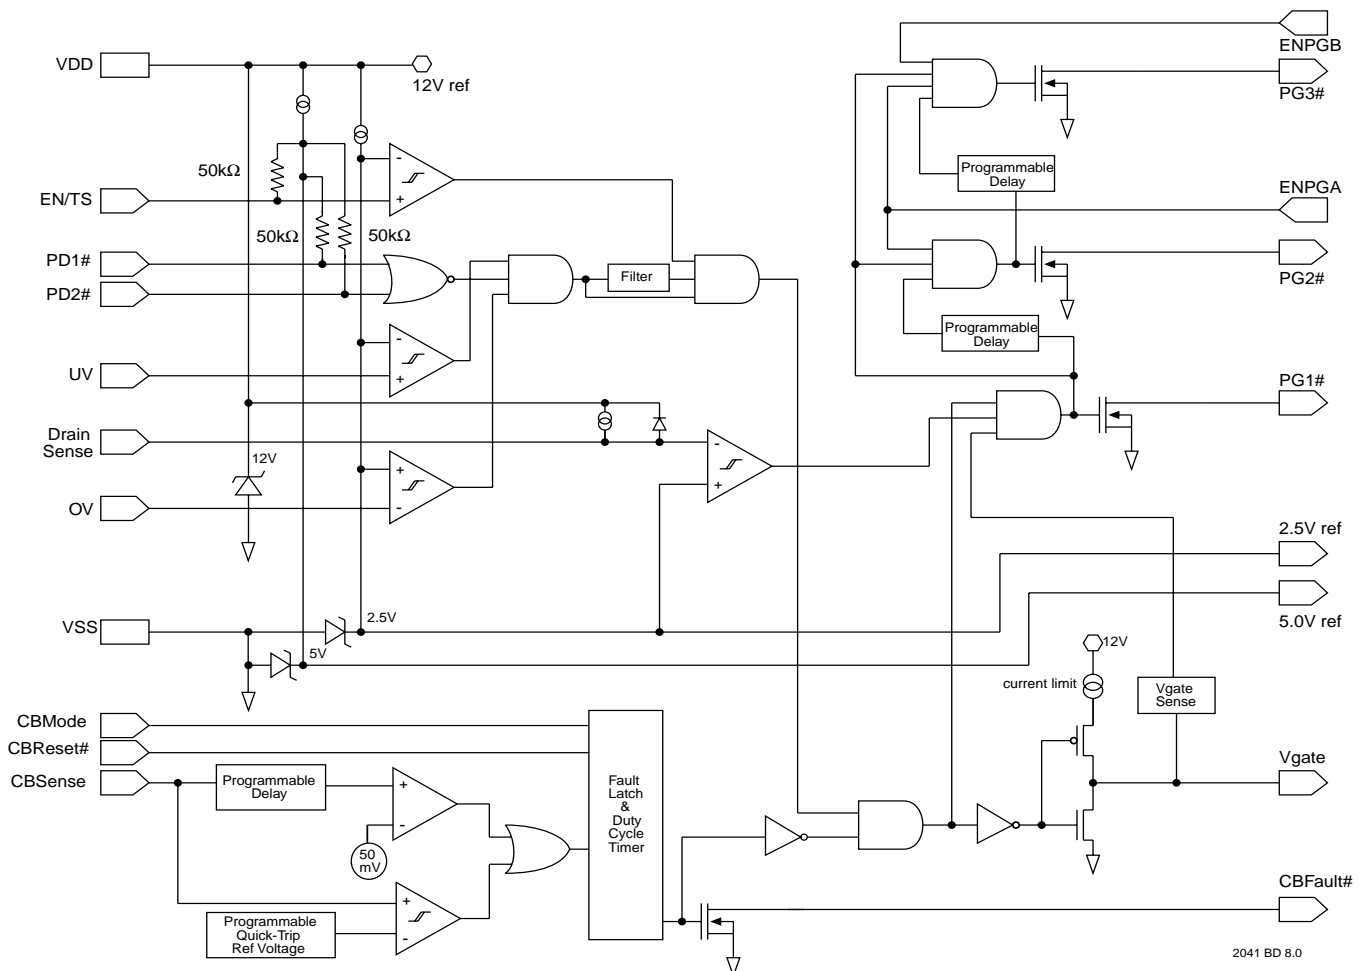 ENPGB
VDD
12V ref
PG3#
50kΩ
-
+
EN/TS
Programmable
Delay
ENPGA
50kΩ
50kΩ
PD1#
PD2#
Filter
PG2#
-
+
Programmable
Delay
UV
PG1#
Drain
Sense
-
+
12V
+
-
OV
2.5V ref
2.5V
VSS
5.0V ref
5V
12V
current limit
Vgate
Sense
CBMode
CBReset#
CBSense
Programmable
Delay
+
-
50
mV
Fault
Latch
&
Duty
Cycle
Timer
Vgate
CBFault#
+
-
Programmable
Quick-Trip
Ref Voltage
2041 BD 8.0